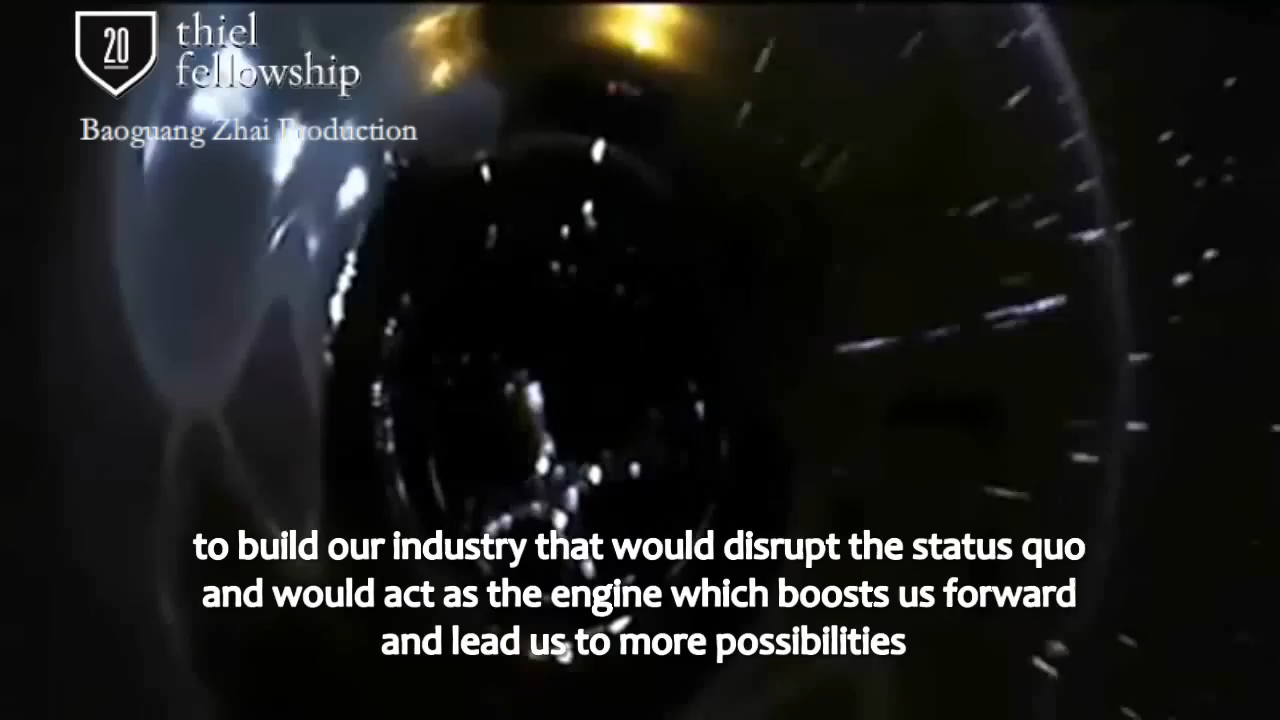 20
thiel
fellowship
Baoguang Zhai Production
to build our industry that would disrupt the status quo
and would act as the engine which boosts us forward
and lead us to more possibilities